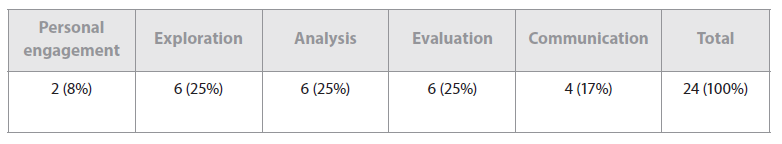 Personal engagement Exploration Analysis Evaluation Communication Total
2 (8%) 6 (25%) 6 (25%) 6 (25%) 4 (17%) 24 (100%)